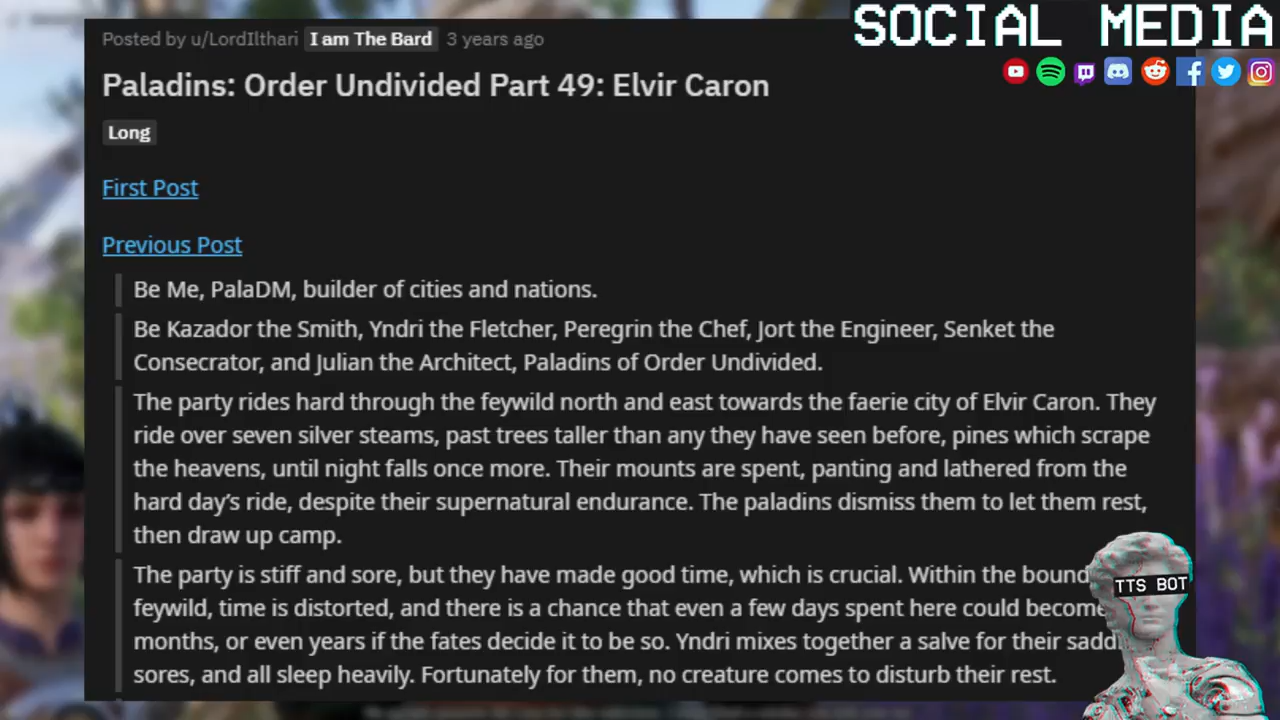 SOCIAL MEDIA
Posted by u/LordIlthari I am The Bard 3 years ago
Paladins: Order Undivided Part 49: Elvir Caron
Long
First Post
Previous Post
Be Me, PalaDM, builder of cities and nations.
Be Kazador the Smith, Yndri the Fletcher, Peregrin the Chef, Jort the Engineer, Senket the
Consecrator, and Julian the Architect, Paladins of Order Undivided.
The party rides hard through the feywild north and east towards the faerie city of Elvir Caron. They
ride over seven silver steams, past trees taller than any they have seen before, pines which scrape
the heavens, until night falls once more. Their mounts are spent, panting and lathered from the
hard day’s ride, despite their supernatural endurance. The paladins dismiss them to let them rest,
then draw up camp.
The party is stiff and sore, but they have made good time, which is crucial. Within the bound
feywild, time is distorted, and there is a chance that even a few days spent here could become
months, or even years if the fates decide it to be so. Yndri mixes together a salve for their sadd
sores, and all sleep heavily. Fortunately for them, no creature comes to disturb their rest.
TTS BOT